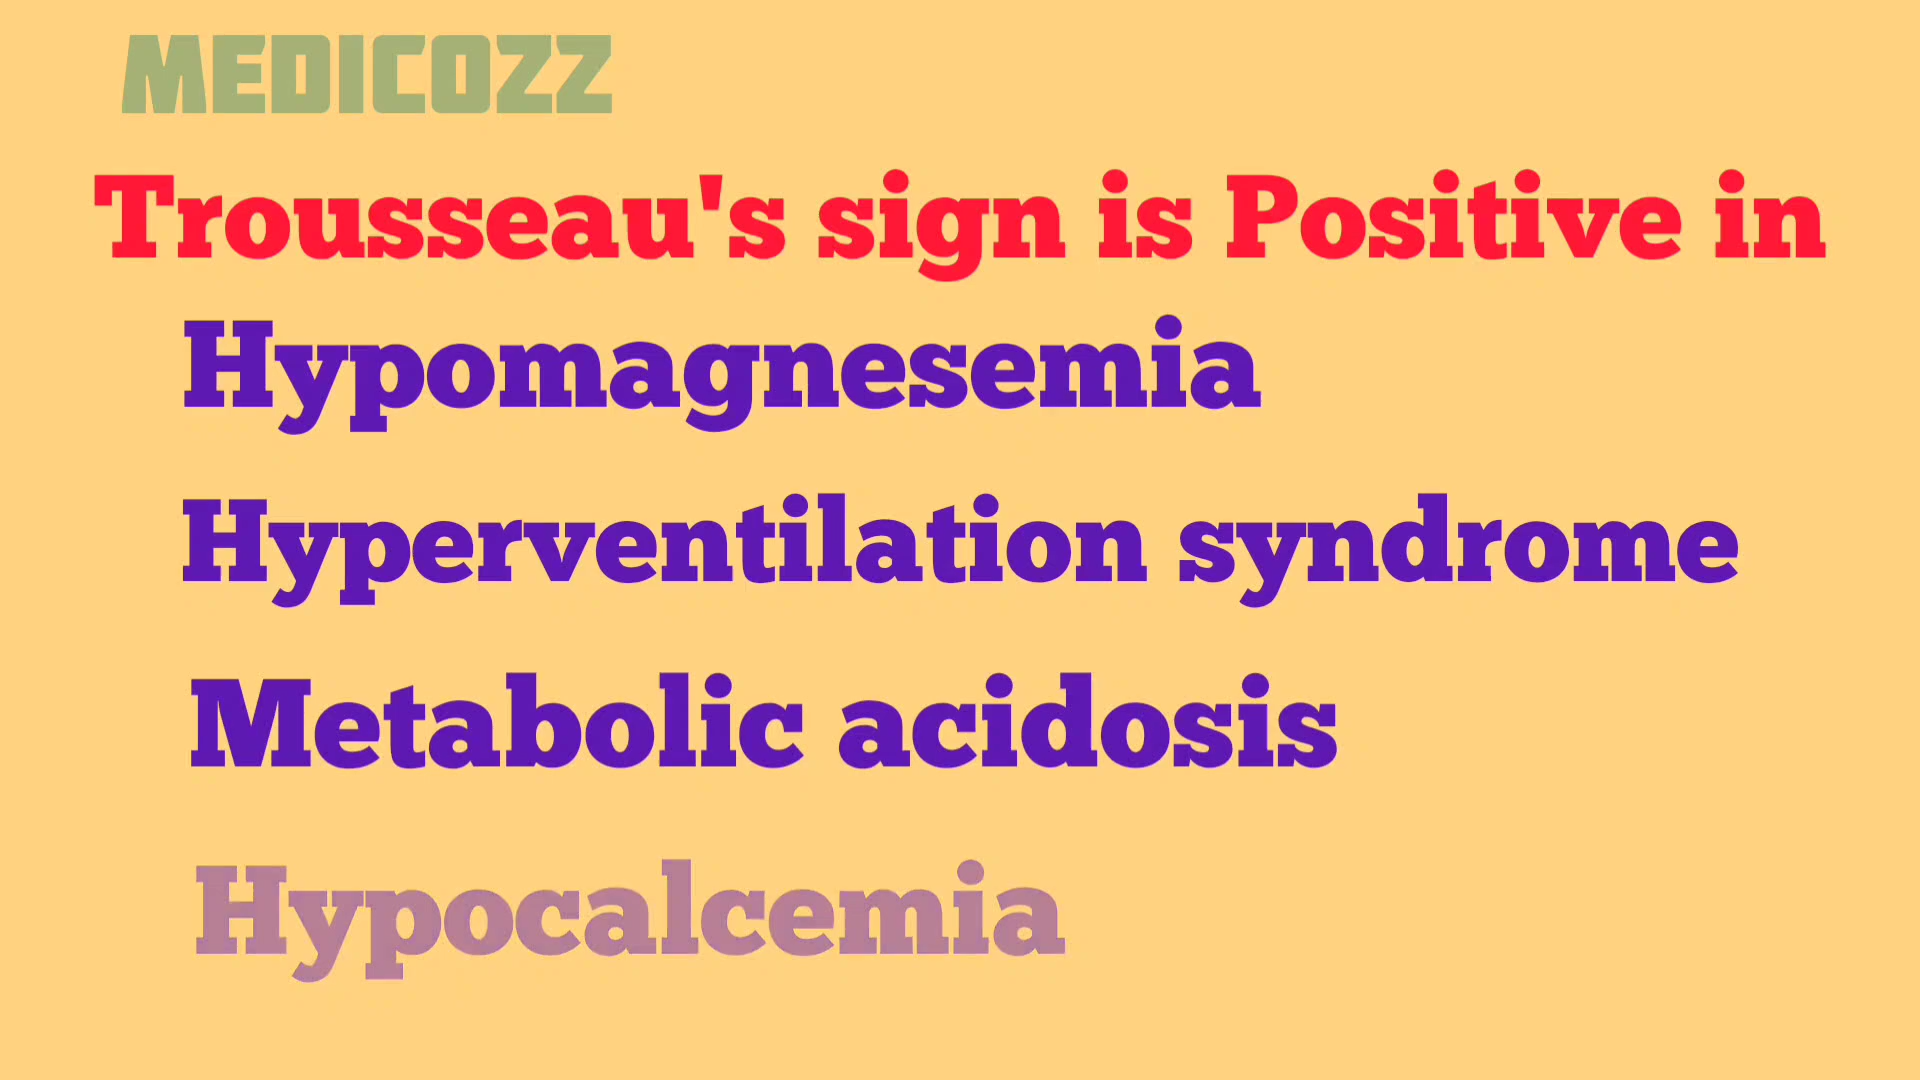 MEDICOZZ
Trousseau's sign is Positive in
Hypomagnesemia
Hyperventilation syndrome
Metabolic acidosis
Hypocalcemia